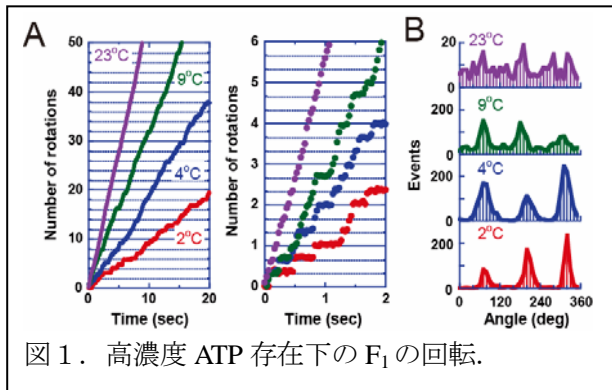 A
B
Number of rotations
50
40
30
20
10
0
23°C
9°C
4°C
2°C
0
10
20
Time (sec)
Number of rotations
6
5
4
3
2
1
0
0
1
2
Time (sec)
Events
20
23°C
0
200
9°C
0
200
4°C
0
200
2°C
0
0
120
240
360
Angle (deg)
図１．高濃度 ATP 存在下の F₁の回転.